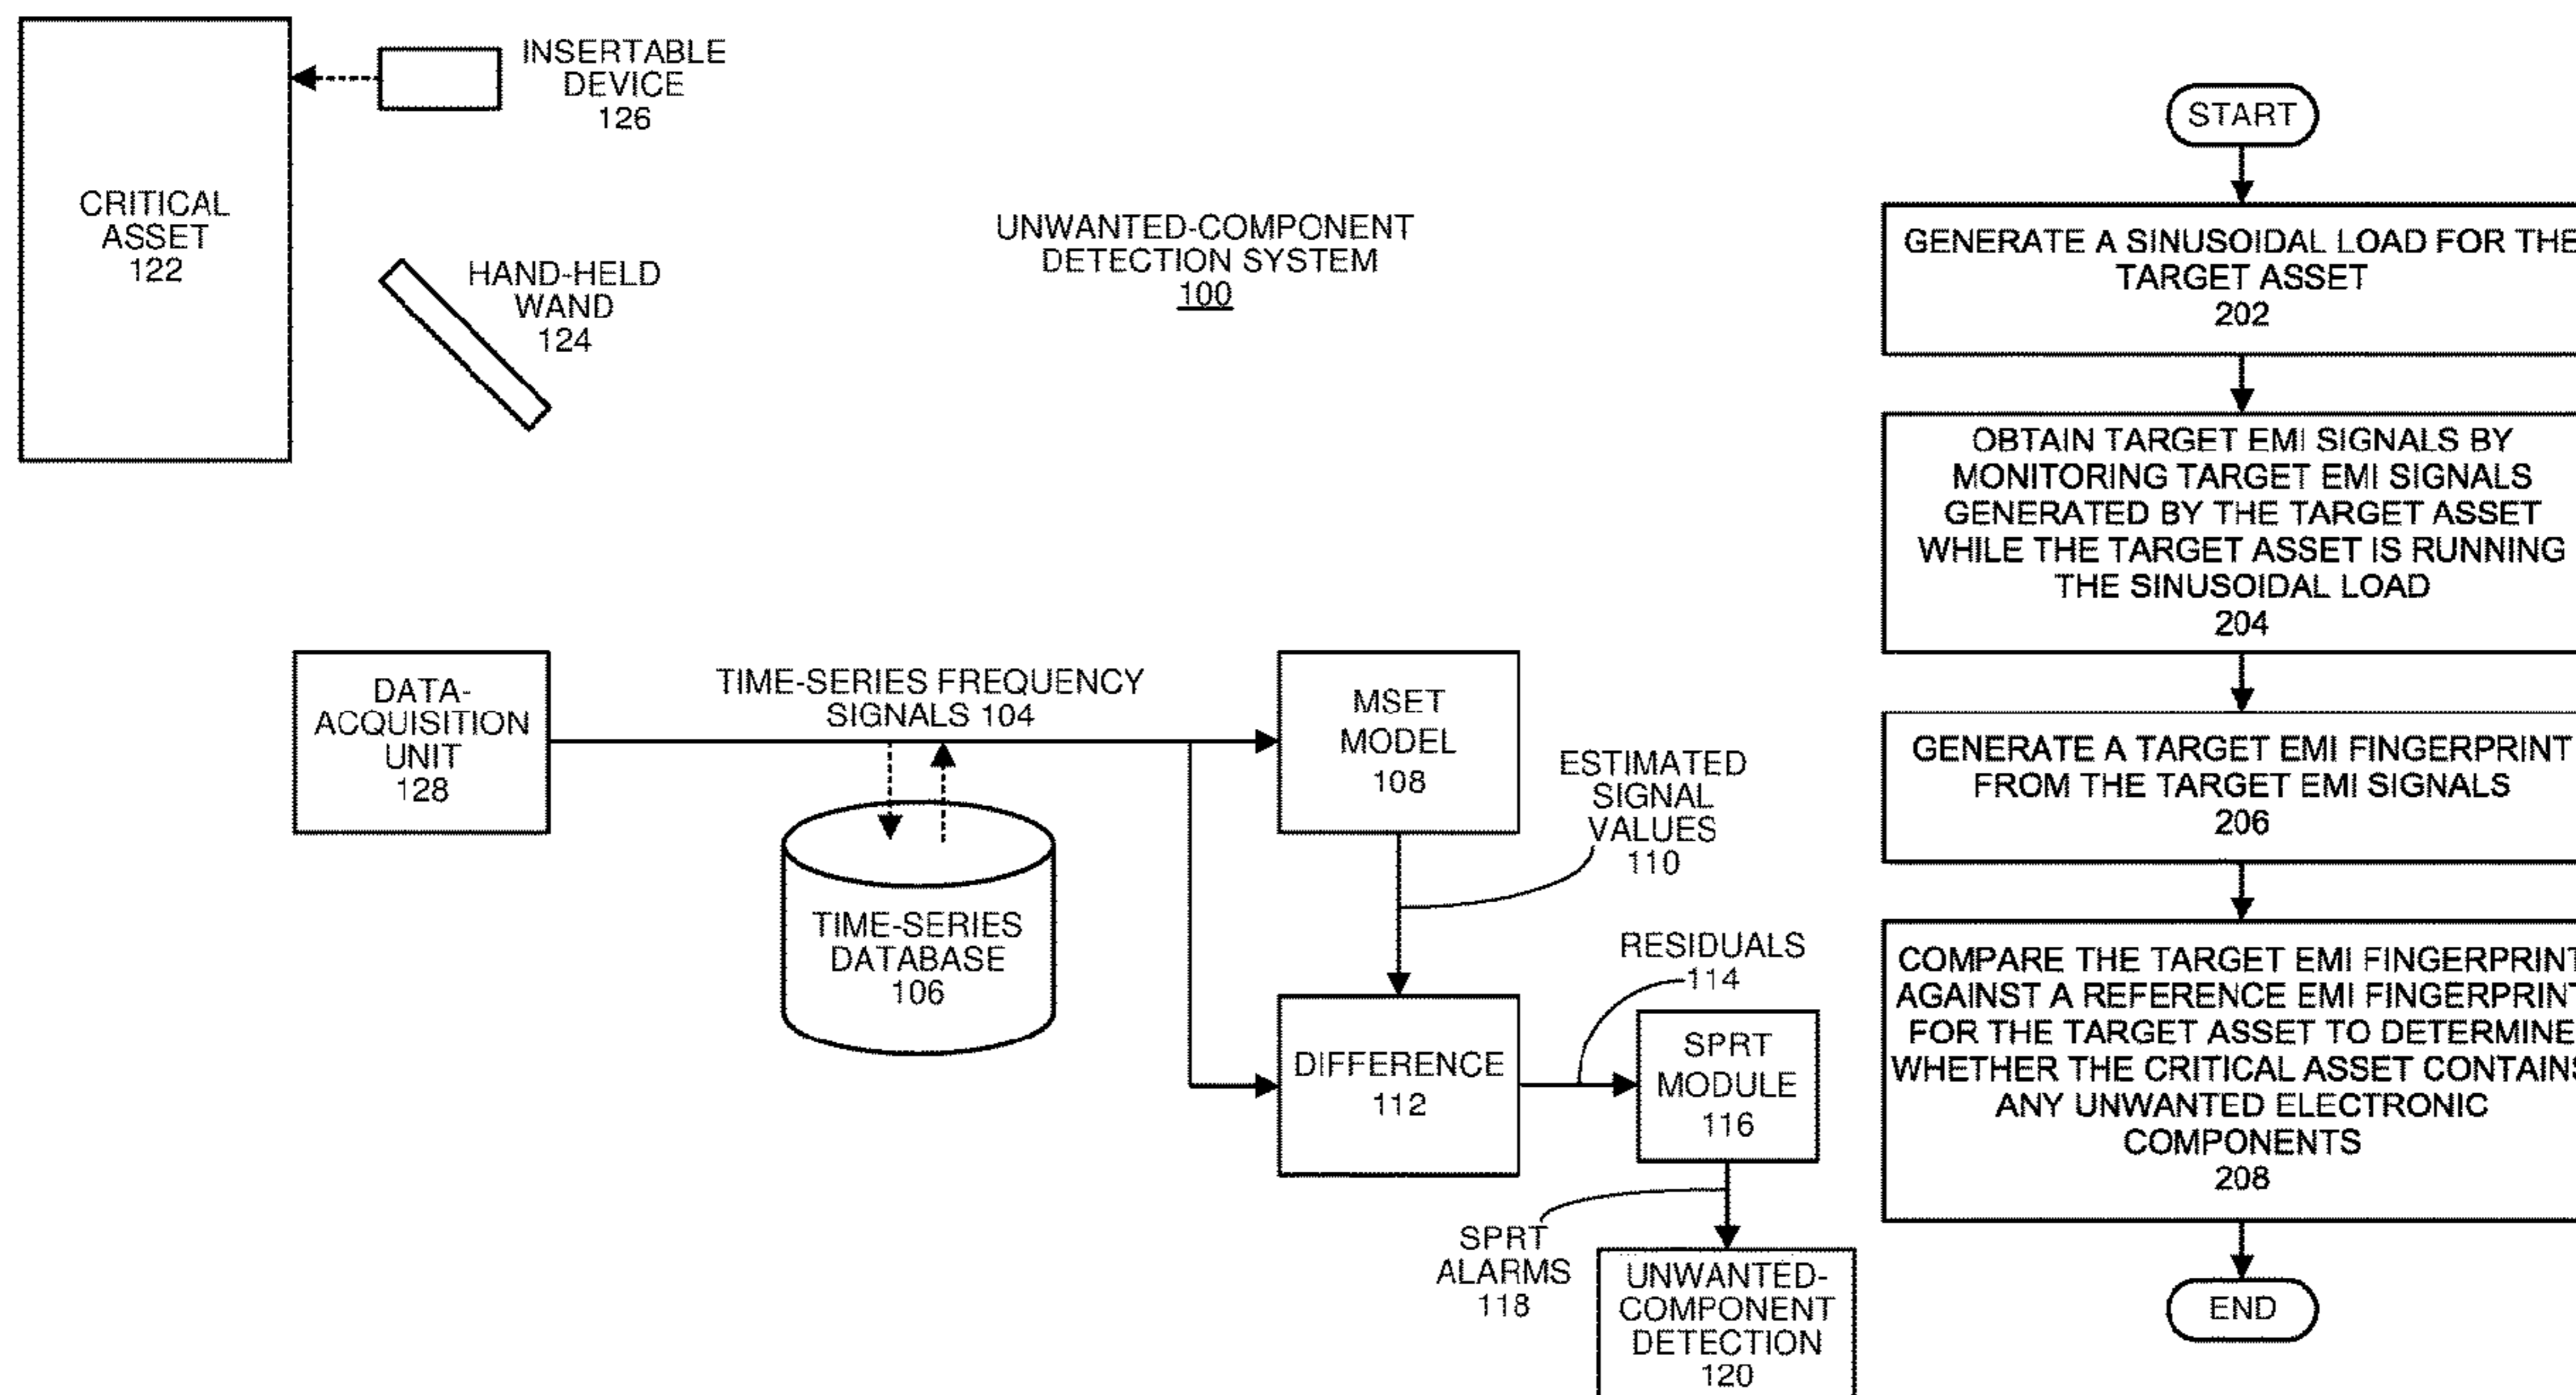 INSERTABLE
DEVICE
126
CRITICAL
ASSET
122
HAND-HELD
WAND
124
UNWANTED-COMPONENT
DETECTION SYSTEM
100
DATA-
ACQUISITION
UNIT
128
TIME-SERIES FREQUENCY
SIGNALS 104
TIME-SERIES
DATABASE
106
MSET
MODEL
108
ESTIMATED
SIGNAL
VALUES
110
DIFFERENCE
112
RESIDUALS
114
SPRT
MODULE
116
SPRT
ALARMS
118
UNWANTED-
COMPONENT
DETECTION
120
START
GENERATE A SINUSOIDAL LOAD FOR THE
TARGET ASSET
202
OBTAIN TARGET EMI SIGNALS BY
MONITORING TARGET EMI SIGNALS
GENERATED BY THE TARGET ASSET
WHILE THE TARGET ASSET IS RUNNING
THE SINUSOIDAL LOAD
204
GENERATE A TARGET EMI FINGERPRINT
FROM THE TARGET EMI SIGNALS
206
COMPARE THE TARGET EMI FINGERPRINT
AGAINST A REFERENCE EMI FINGERPRINT
FOR THE TARGET ASSET TO DETERMINE
WHETHER THE CRITICAL ASSET CONTAINS
ANY UNWANTED ELECTRONIC
COMPONENTS
208
END